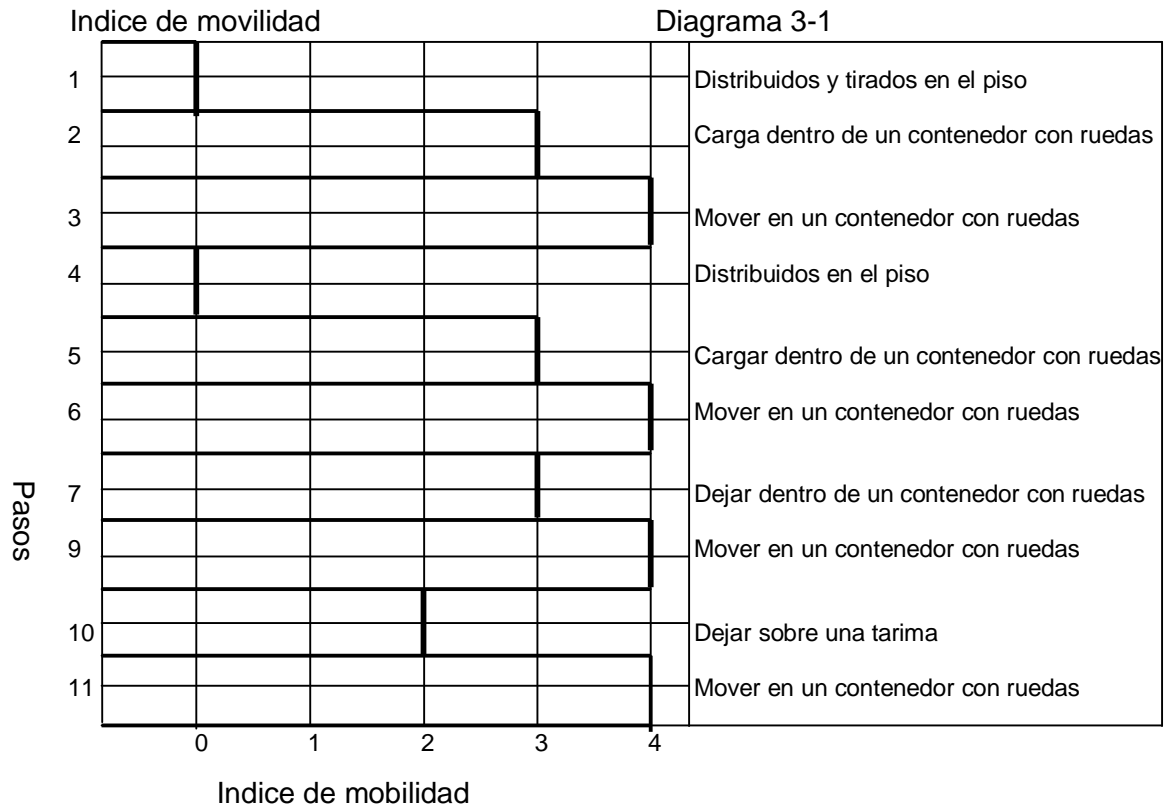 Indice de movilidad
Diagrama 3-1
1 Distribuidos y tirados en el piso
2 Carga dentro de un contenedor con ruedas
3 Mover en un contenedor con ruedas
4 Distribuidos en el piso
5 Cargar dentro de un contenedor con ruedas
6 Mover en un contenedor con ruedas
7 Dejar dentro de un contenedor con ruedas
9 Mover en un contenedor con ruedas
10 Dejar sobre una tarima
11 Mover en un contenedor con ruedas
Pasos
0 1 2 3 4
Indice de mobilidad